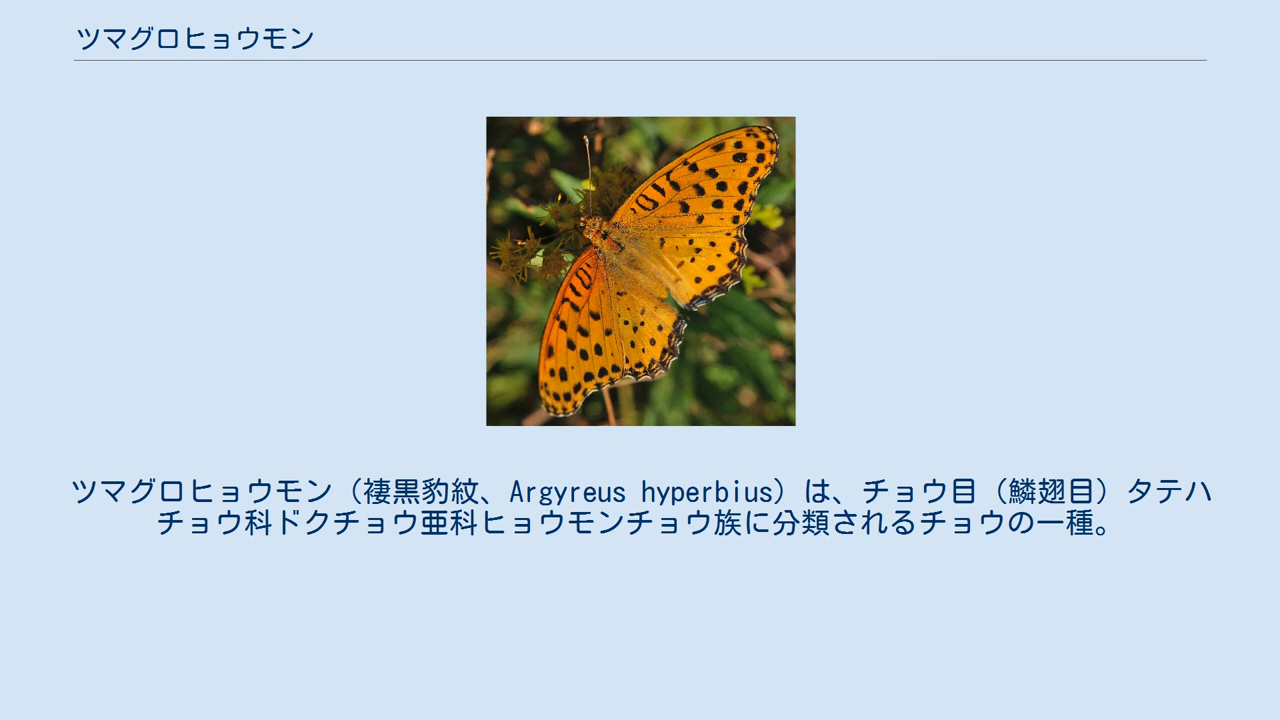 ツマグロヒョウモン
ツマグロヒョウモン（褄黒豹紋、Argyreus hyperbius）は、チョウ目（鱗翅目）タテハ
チョウ科ドクチョウ亜科ヒョウモンチョウ族に分類されるチョウの一種。